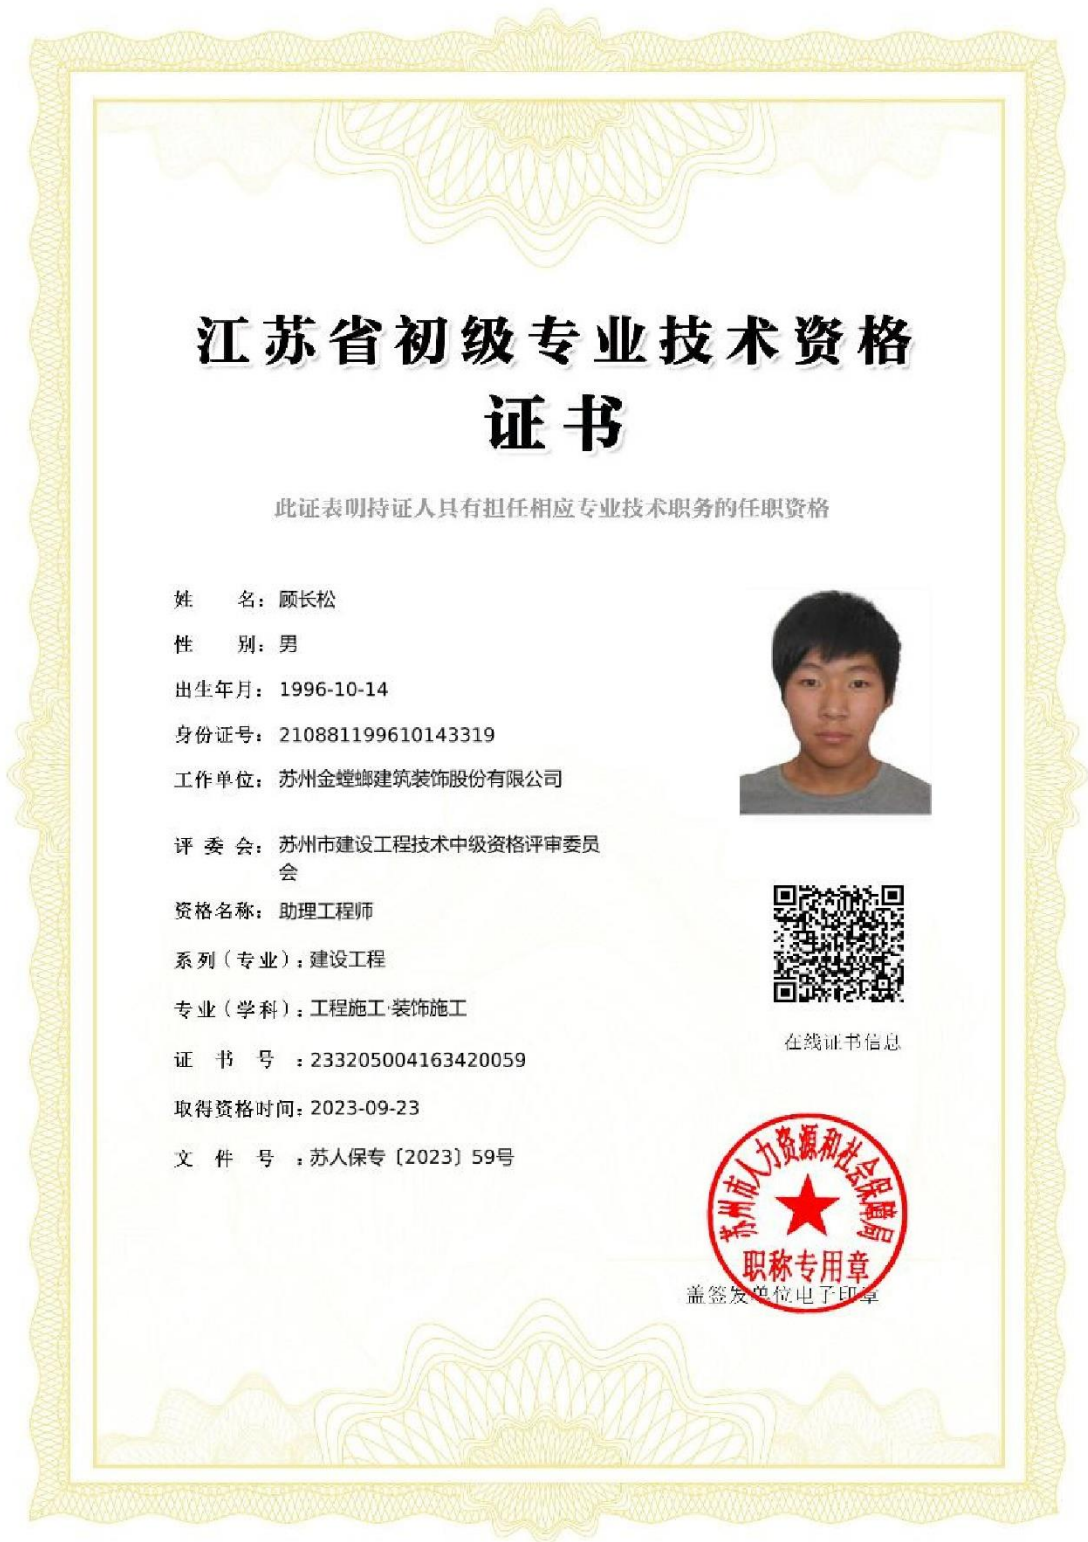 江苏省初级专业技术资格
证书
此证表明持证人具有担任相应专业技术职务的任职资格
姓 名：顾长松
性 别：男
出生年月：1996-10-14
身份证号：210881199610143319
工作单位：苏州金螳螂建筑装饰股份有限公司
评 委 会：苏州市建设工程技术中级资格评审委员
会
资格名称：助理工程师
系列（专业）：建设工程
专业（学科）：工程施工·装饰施工
证 书 号 ：233205004163420059
取得资格时间：2023-09-23
文 件 号 ：苏人保专〔2023〕59号
在线证书信息
苏州市人力资源和社会保障局
职称专用章
盖签发单位电子印章